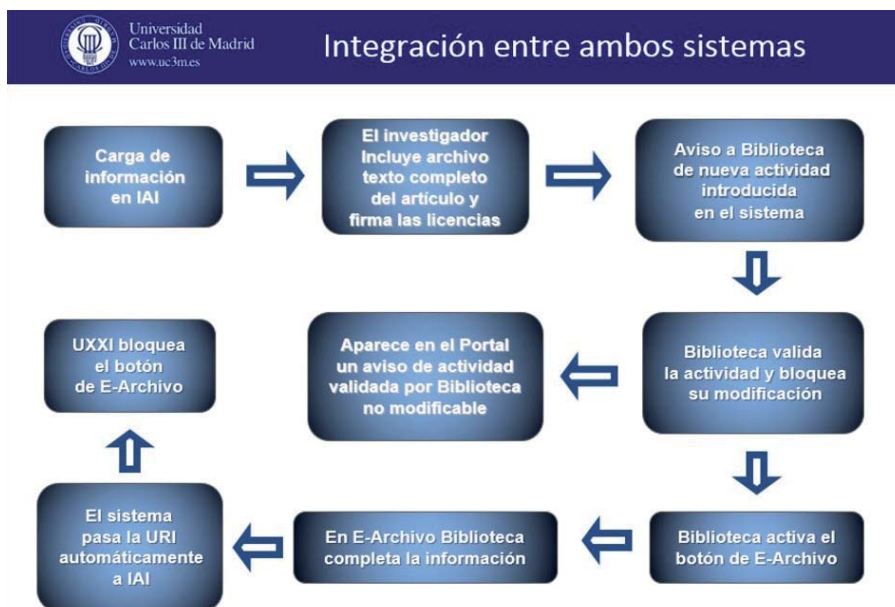 Universidad
Carlos III de Madrid
www.uc3m.es
Integración entre ambos sistemas
Carga de
información
en IAI
El investigador
Incluye archivo
texto completo
del artículo y
firma las licencias
Aviso a Biblioteca
de nueva actividad
introducida
en el sistema
Biblioteca valida
la actividad y bloquea
su modificación
Aparece en el Portal
un aviso de actividad
validada por Biblioteca
no modificable
Biblioteca activa el
botón de E-Archivo
En E-Archivo Biblioteca
completa la información
El sistema
pasa la URI
automáticamente
a IAI
UXXI bloquea
el botón
de E-Archivo